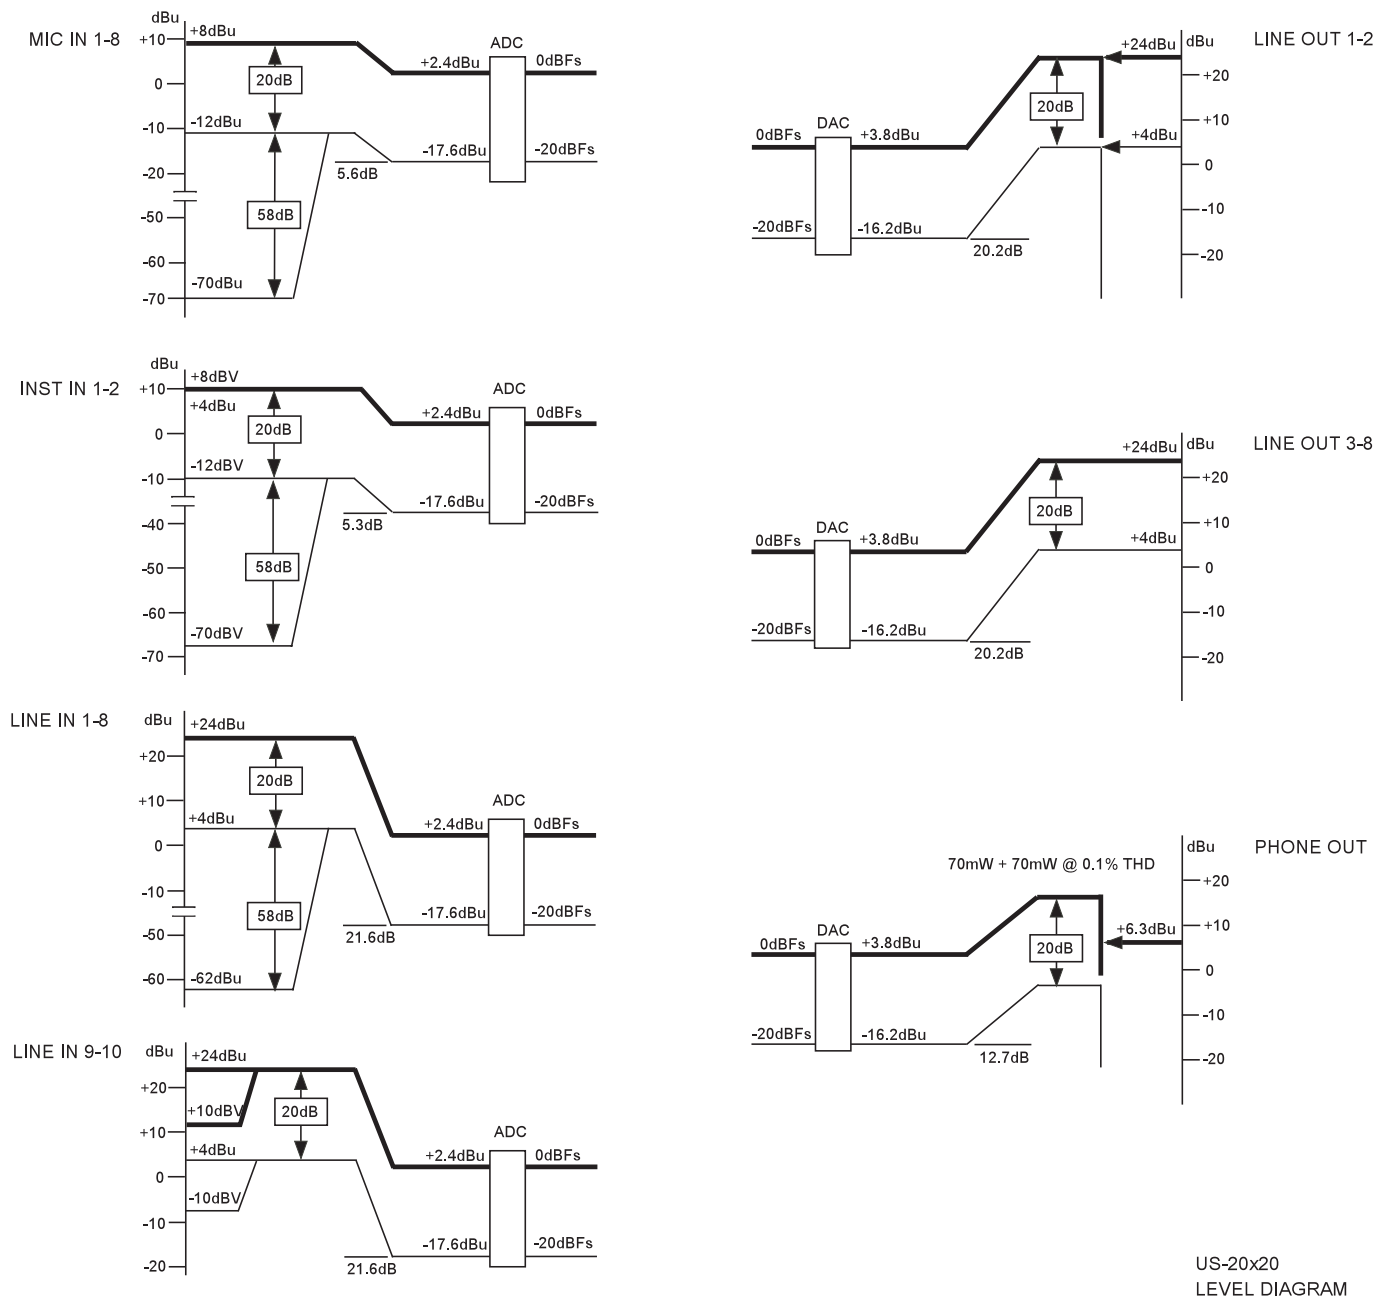 MIC IN 1-8
dBu
+10
0
-10
-20
-50
-60
-70
+8dBu
20dB
-12dBu
58dB
-70dBu
5.6dB
+2.4dBu
-17.6dBu
ADC
0dBFs
-20dBFs
INST IN 1-2
dBu
+10
0
-10
-40
-50
-60
-70
+8dBV
+4dBu
20dB
-12dBV
58dB
-70dBV
5.3dB
+2.4dBu
-17.6dBu
ADC
0dBFs
-20dBFs
LINE IN 1-8
dBu
+20
+10
0
-10
-50
-60
+24dBu
20dB
+4dBu
58dB
-62dBu
21.6dB
+2.4dBu
-17.6dBu
ADC
0dBFs
-20dBFs
LINE IN 9-10
dBu
+20
+10
0
-10
-20
+24dBu
+10dBV
20dB
+4dBu
-10dBV
21.6dB
+2.4dBu
-17.6dBu
ADC
0dBFs
-20dBFs
LINE OUT 1-2
0dBFs
-20dBFs
DAC
+3.8dBu
-16.2dBu
20.2dB
20dB
+24dBu
+4dBu
dBu
+20
+10
0
-10
-20
LINE OUT 3-8
0dBFs
-20dBFs
DAC
+3.8dBu
-16.2dBu
20.2dB
20dB
+24dBu
+4dBu
dBu
+20
+10
0
-10
-20
PHONE OUT
70mW + 70mW @ 0.1% THD
0dBFs
-20dBFs
DAC
+3.8dBu
-16.2dBu
12.7dB
20dB
+6.3dBu
dBu
+20
+10
0
-10
-20
US-20x20
LEVEL DIAGRAM